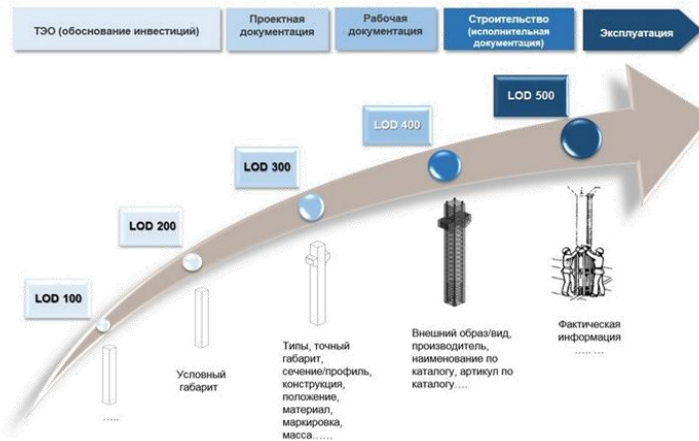 ТЭО (обоснование инвестиций)
Проектная
документация
Рабочая
документация
Строительство
(исполнительная
документация)
Эксплуатация
LOD 500
LOD 400
LOD 300
LOD 200
LOD 100
.....
Условный
габарит
Типы, точный
габарит,
сечение/профиль,
конструкция,
положение,
материал,
маркировка,
масса......
Внешний образ/вид,
производитель,
наименование по
каталогу, артикул по
каталогу....
Фактическая
информация
..... ...